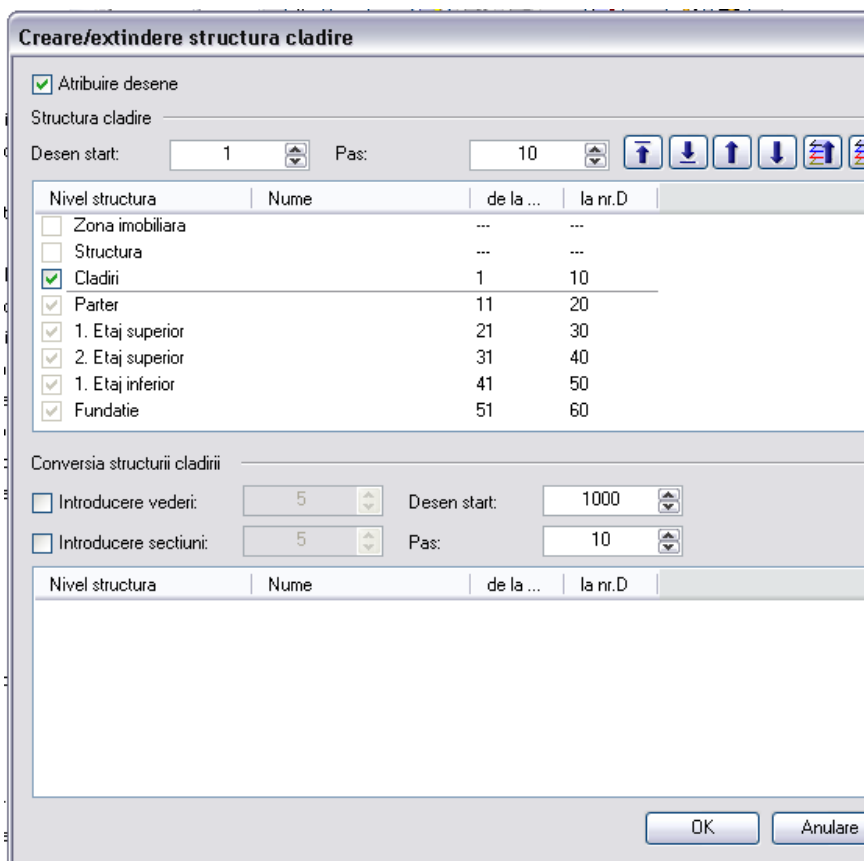 Creare/extindere structura cladire
Atribuire desene
Structura cladire
Desen start: 1 Pas: 10
Nivel structura Nume de la ... la nr.D
Zona imobiliara --- ---
Structura --- ---
Cladiri 1 10
Parter 11 20
1. Etaj superior 21 30
2. Etaj superior 31 40
1. Etaj inferior 41 50
Fundatie 51 60
Conversia structurii cladirii
Introducere vederi: 5 Desen start: 1000
Introducere sectiuni: 5 Pas: 10
Nivel structura Nume de la ... la nr.D
OK Anulare